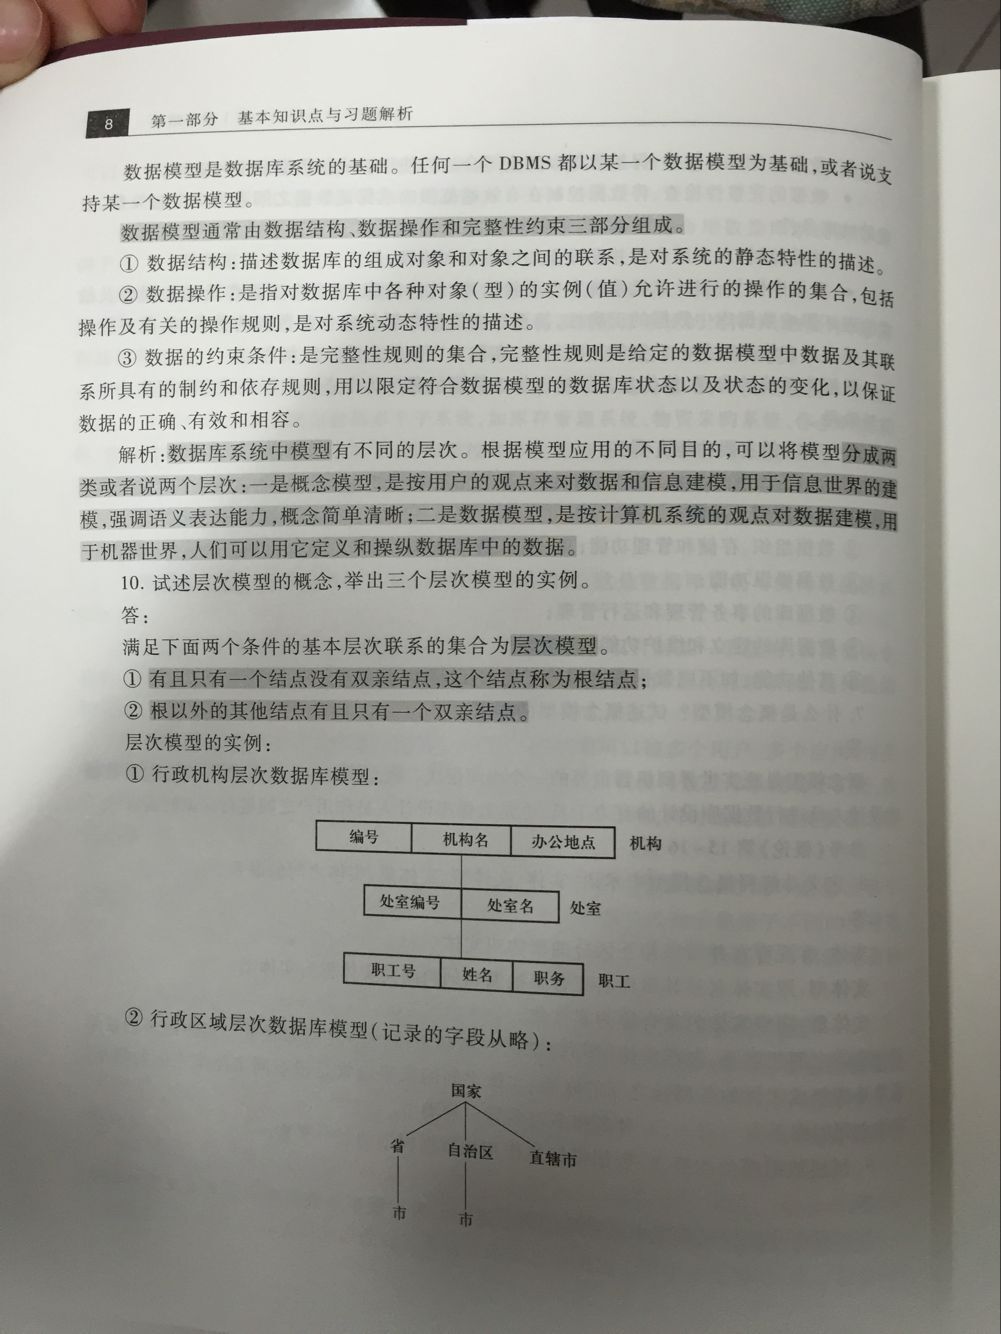 8 第一部分 基本知识点与习题解析
数据模型是数据库系统的基础。任何一个 DBMS 都以某一个数据模型为基础,或者说支
持某一个数据模型。
数据模型通常由数据结构、数据操作和完整性约束三部分组成。
① 数据结构:描述数据库的组成对象和对象之间的联系,是对系统的静态特性的描述。
② 数据操作:是指对数据库中各种对象(型)的实例(值)允许进行的操作的集合,包括
操作及有关的操作规则,是对系统动态特性的描述。
③ 数据的约束条件:是完整性规则的集合,完整性规则是给定的数据模型中数据及其联
系所具有的制约和依存规则,用以限定符合数据模型的数据库状态以及状态的变化,以保证
数据的正确、有效和相容。
解析:数据库系统中模型有不同的层次。根据模型应用的不同目的,可以将模型分成两
类或者说两个层次:一是概念模型,是按用户的观点来对数据和信息建模,用于信息世界的建
模,强调语义表达能力,概念简单清晰;二是数据模型,是按计算机系统的观点对数据建模,用
于机器世界,人们可以用它定义和操纵数据库中的数据。
10. 试述层次模型的概念,举出三个层次模型的实例。
答:
满足下面两个条件的基本层次联系的集合为层次模型。
① 有且只有一个结点没有双亲结点,这个结点称为根结点;
② 根以外的其他结点有且只有一个双亲结点。
层次模型的实例:
① 行政机构层次数据库模型:
编号 机构名 办公地点 机构
处室编号 处室名 处室
职工号 姓名 职务 职工
② 行政区域层次数据库模型(记录的字段从略):
国家
省 自治区 直辖市
市 市